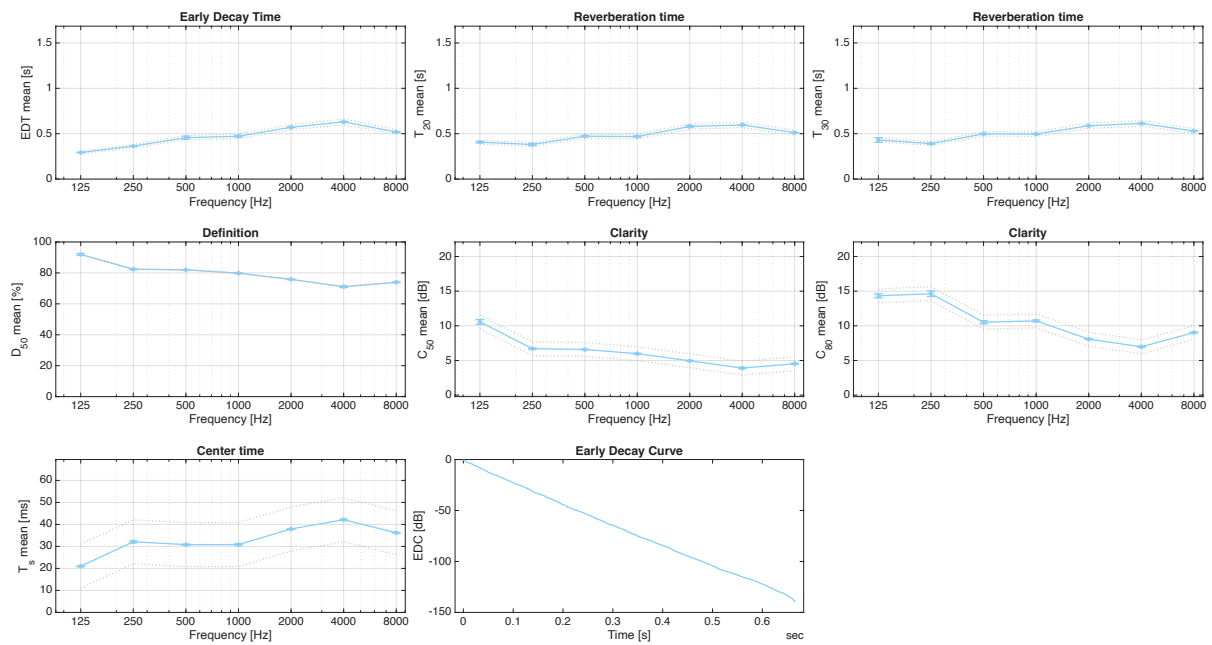 Early Decay Time
1.5
1
0.5
0
EDT mean [s]
125 250 500 1000 2000 4000 8000
Frequency [Hz]
Reverberation time
1.5
1
0.5
0
T20 mean [s]
125 250 500 1000 2000 4000 8000
Frequency [Hz]
Reverberation time
1.5
1
0.5
0
T30 mean [s]
125 250 500 1000 2000 4000 8000
Frequency [Hz]
Definition
100
80
60
40
20
0
D50 mean [%]
125 250 500 1000 2000 4000 8000
Frequency [Hz]
Clarity
20
15
10
5
0
C50 mean [dB]
125 250 500 1000 2000 4000 8000
Frequency [Hz]
Clarity
20
15
10
5
0
C80 mean [dB]
125 250 500 1000 2000 4000 8000
Frequency [Hz]
Center time
60
50
40
30
20
10
0
Ts mean [ms]
125 250 500 1000 2000 4000 8000
Frequency [Hz]
Early Decay Curve
0
-50
-100
-150
EDC [dB]
0 0.1 0.2 0.3 0.4 0.5 0.6
Time [s] sec